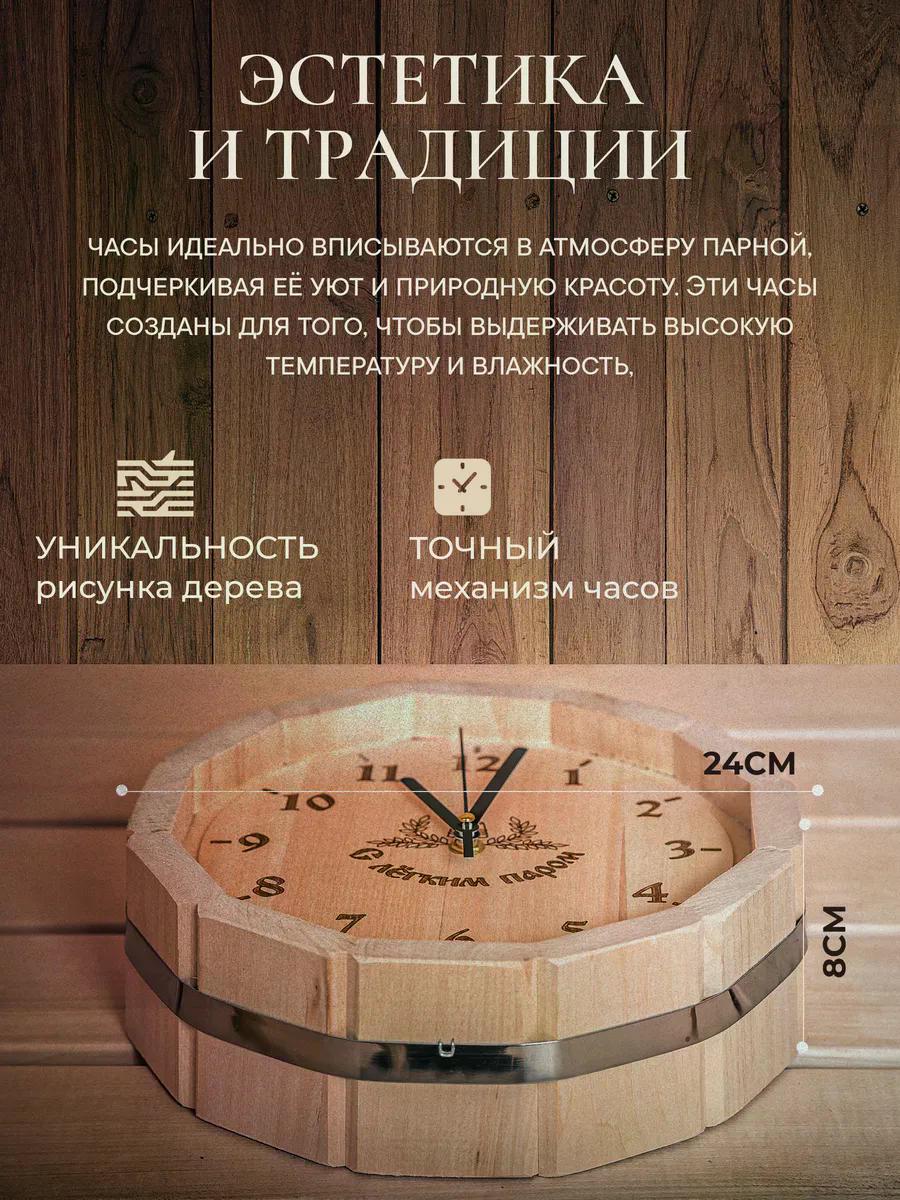 ЭСТЕТИКА
И ТРАДИЦИИ
ЧАСЫ ИДЕАЛЬНО ВПИСЫВАЮТСЯ В АТМОСФЕРУ ПАРНОЙ,
ПОДЧЕРКИВАЯ ЕЁ УЮТ И ПРИРОДНУЮ КРАСОТУ. ЭТИ ЧАСЫ
СОЗДАНЫ ДЛЯ ТОГО, ЧТОБЫ ВЫДЕРЖИВАТЬ ВЫСОКУЮ
ТЕМПЕРАТУРУ И ВЛАЖНОСТЬ,
УНИКАЛЬНОСТЬ
рисунка дерева
ТОЧНЫЙ
механизм часов
24СМ
8СМ
12
1
2
3
4
5
6
7
8
9
10
11
С лёгким паром